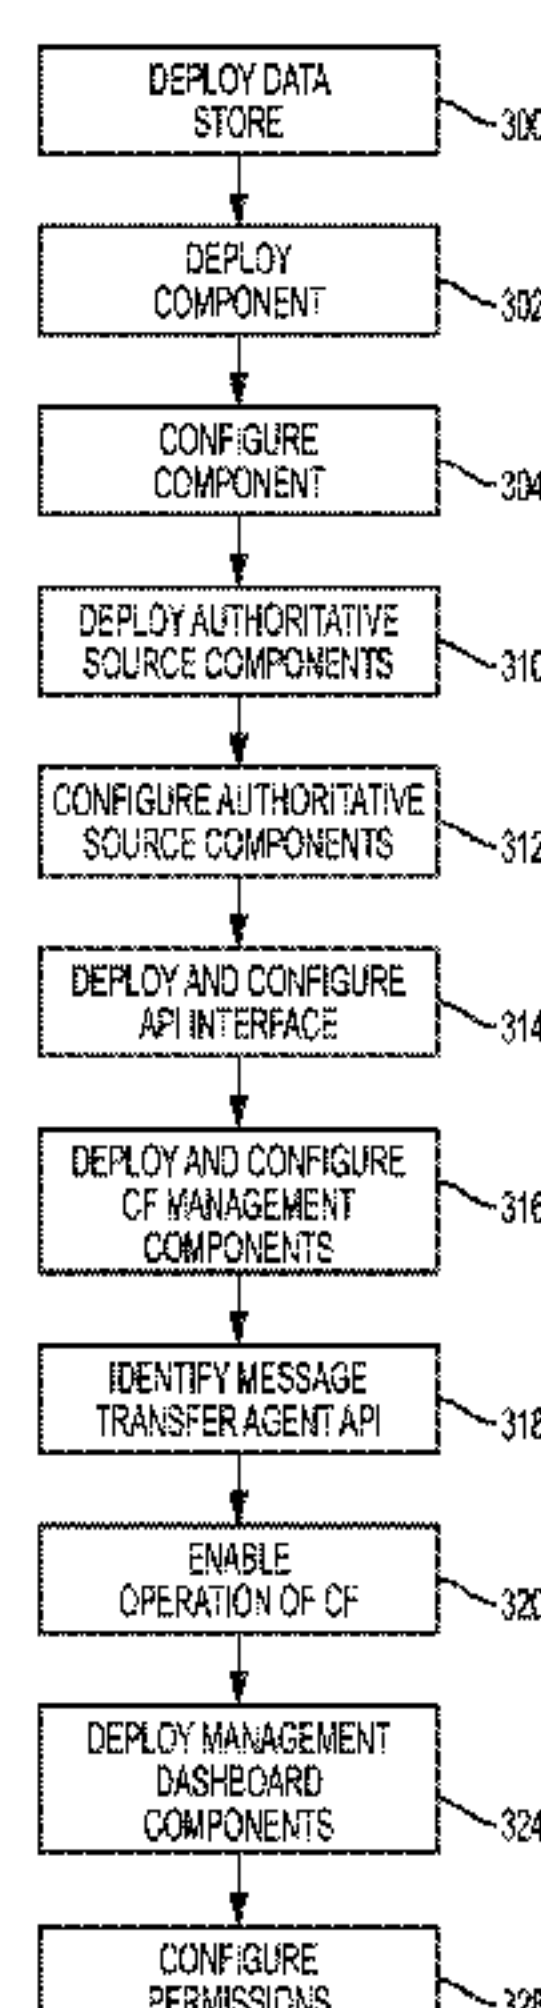 DEPLOY DATA
STORE
300
DEPLOY
COMPONENT
302
CONFIGURE
COMPONENT
304
DEPLOY AUTHORITATIVE
SOURCE COMPONENTS
310
CONFIGURE AUTHORITATIVE
SOURCE COMPONENTS
312
DEPLOY AND CONFIGURE
API INTERFACE
314
DEPLOY AND CONFIGURE
CF MANAGEMENT
COMPONENTS
316
IDENTIFY MESSAGE
TRANSFER AGENT API
318
ENABLE
OPERATION OF CF
320
DEPLOY MANAGEMENT
DASHBOARD
COMPONENTS
324
CONFIGURE
PERMISSIONS